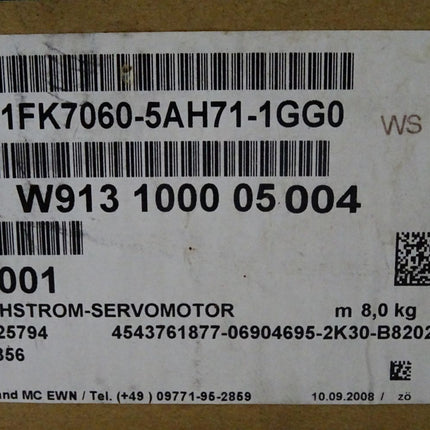 1FK7060-5AH71-1GG0
WS
W913 1000 05 004
001
HSTROM-SERVOMOTOR m 8,0 kg
25794 4543761877-06904695-2K30-B8202
356
and MC EWN / Tel. (+49 ) 09771-95-2859 10.09.2008 / zö